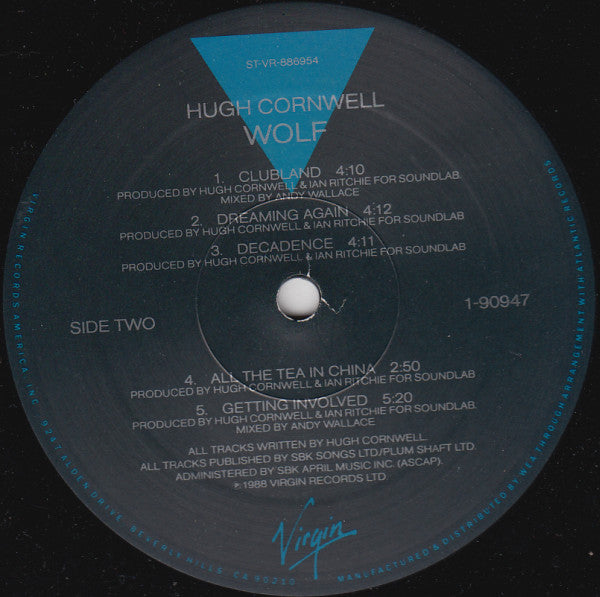 ST-VR-886954
HUGH CORNWELL
WOLF
1. CLUBLAND 4:10
PRODUCED BY HUGH CORNWELL & IAN RITCHIE FOR SOUNDLAB.
MIXED BY ANDY WALLACE
2. DREAMING AGAIN 4:12
PRODUCED BY HUGH CORNWELL & IAN RITCHIE FOR SOUNDLAB
3. DECADENCE 4:11
PRODUCED BY HUGH CORNWELL & IAN RITCHIE FOR SOUNDLAB
SIDE TWO
1-90947
4. ALL THE TEA IN CHINA 2:50
PRODUCED BY HUGH CORNWELL & IAN RITCHIE FOR SOUNDLAB
5. GETTING INVOLVED 5:20
PRODUCED BY HUGH CORNWELL & IAN RITCHIE FOR SOUNDLAB.
MIXED BY ANDY WALLACE
ALL TRACKS WRITTEN BY HUGH CORNWELL.
ALL TRACKS PUBLISHED BY SBK SONGS LTD/PLUM SHAFT LTD.
ADMINISTERED BY SBK APRIL MUSIC INC. (ASCAP).
℗ 1988 VIRGIN RECORDS LTD.
Virgin
VIRGIN RECORDS AMERICA, INC. 9247 ALDEN DRIVE, BEVERLY HILLS, CA 90210 · MANUFACTURED & DISTRIBUTED BY WEA THROUGH ARRANGEMENT WITH ATLANTIC RECORDS